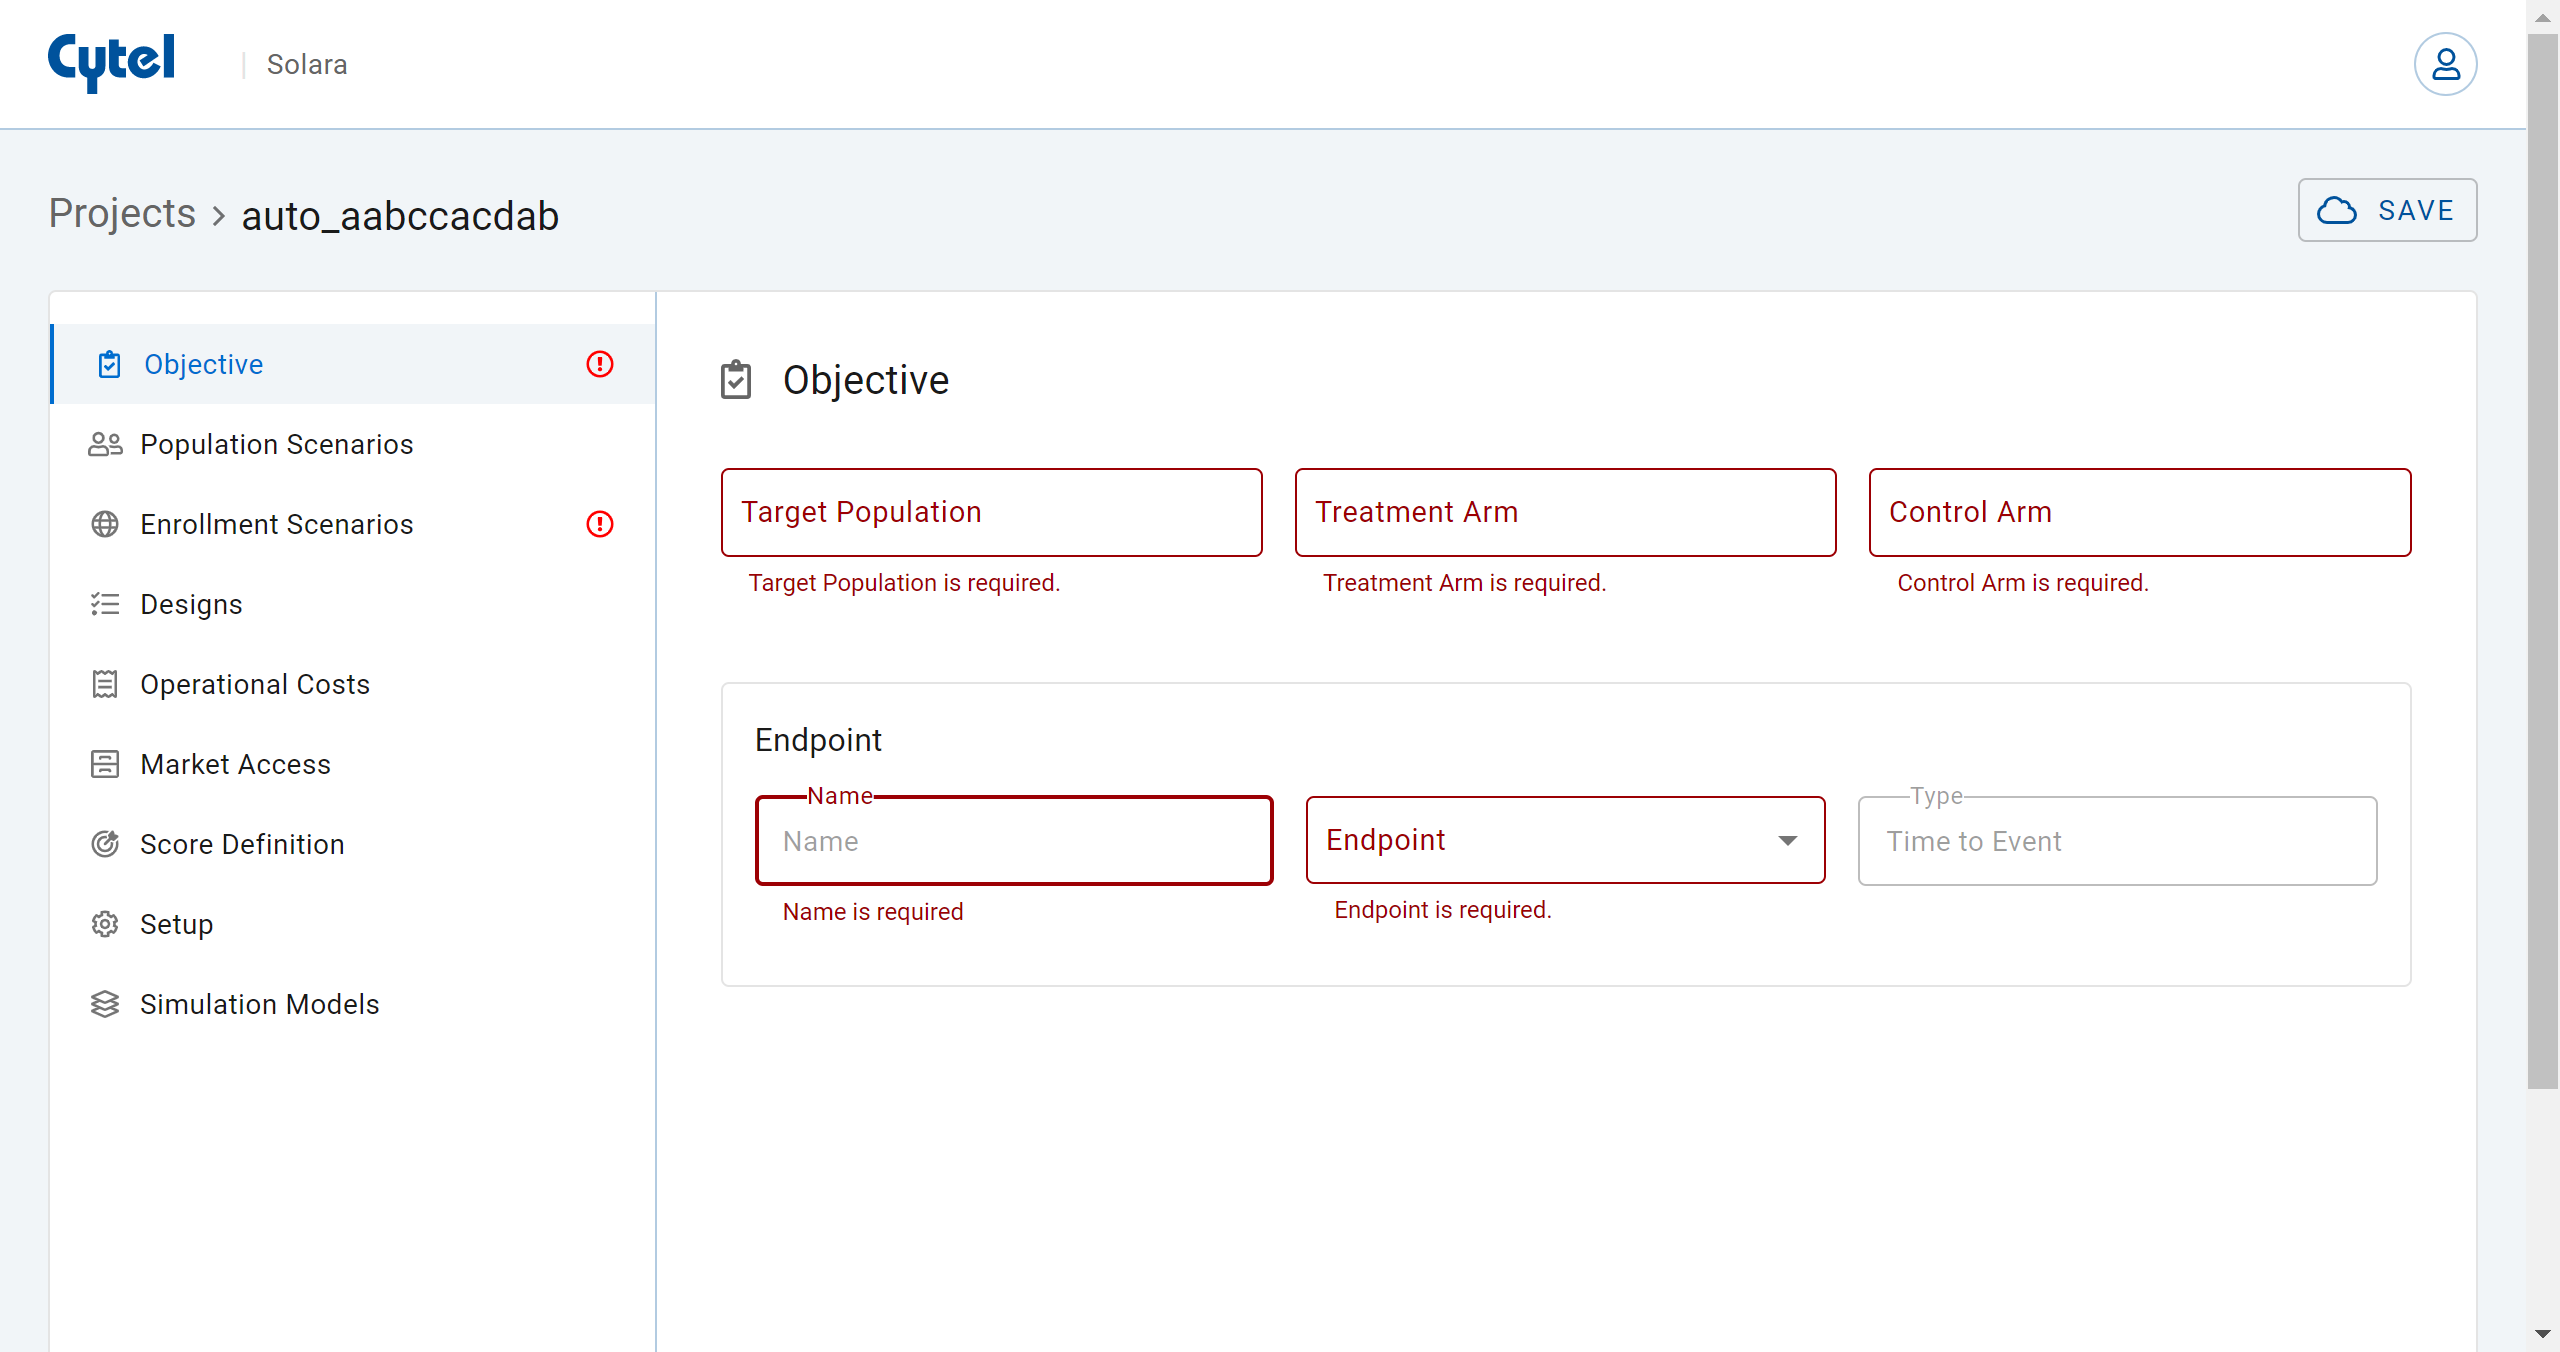 Cytel
| Solara
Projects > auto_aabccacdab
SAVE
Objective
Population Scenarios
Enrollment Scenarios
Designs
Operational Costs
Market Access
Score Definition
Setup
Simulation Models
Objective
Target Population
Treatment Arm
Control Arm
Target Population is required.
Treatment Arm is required.
Control Arm is required.
Endpoint
Name
Type
Name
Endpoint
Time to Event
Name is required
Endpoint is required.